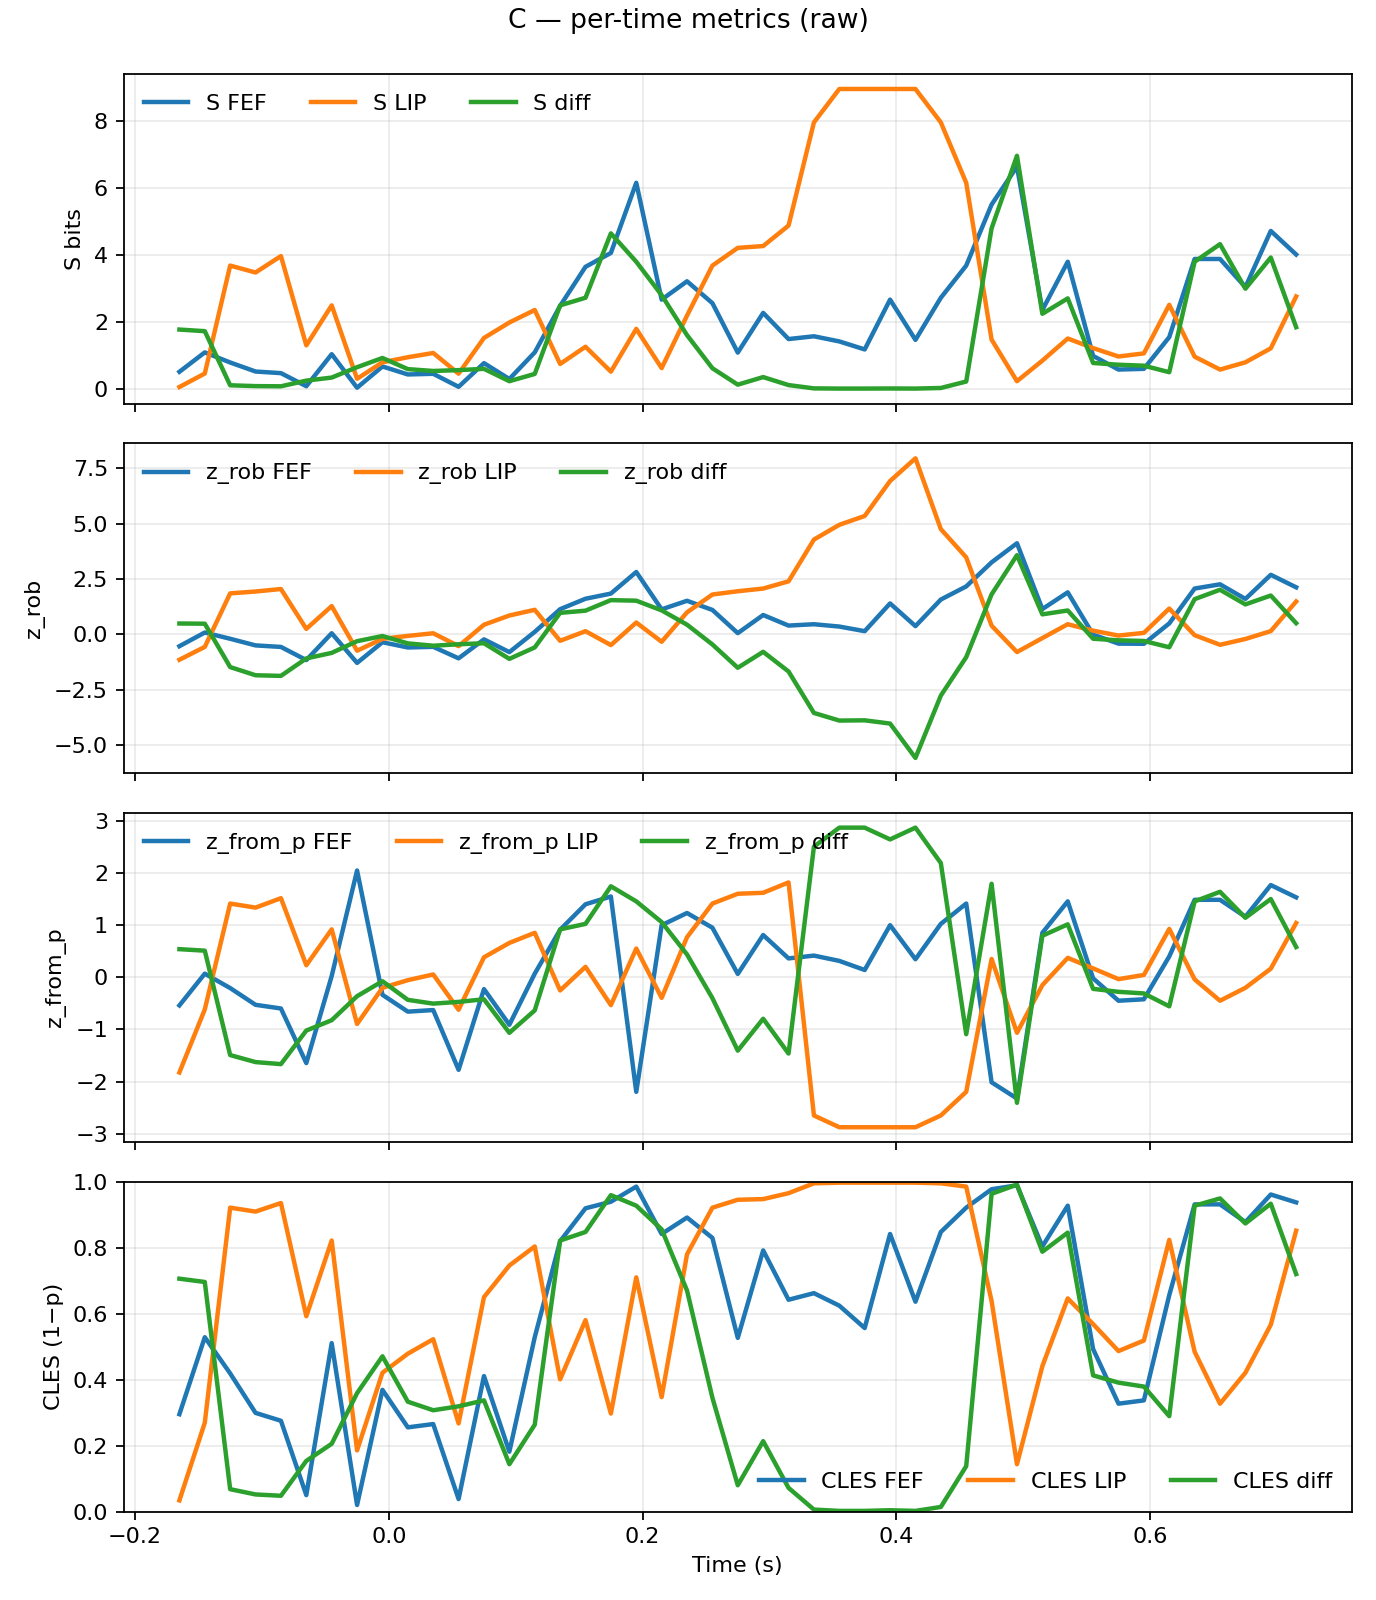 C — per-time metrics (raw)
S FEF S LIP S diff
8
6
4
2
0
S bits
z_rob FEF z_rob LIP z_rob diff
7.5
5.0
2.5
0.0
−2.5
−5.0
z_rob
z_from_p FEF z_from_p LIP z_from_p diff
3
2
1
0
−1
−2
−3
z_from_p
1.0
0.8
0.6
0.4
0.2
0.0
CLES (1−p)
CLES FEF CLES LIP CLES diff
−0.2 0.0 0.2 0.4 0.6
Time (s)